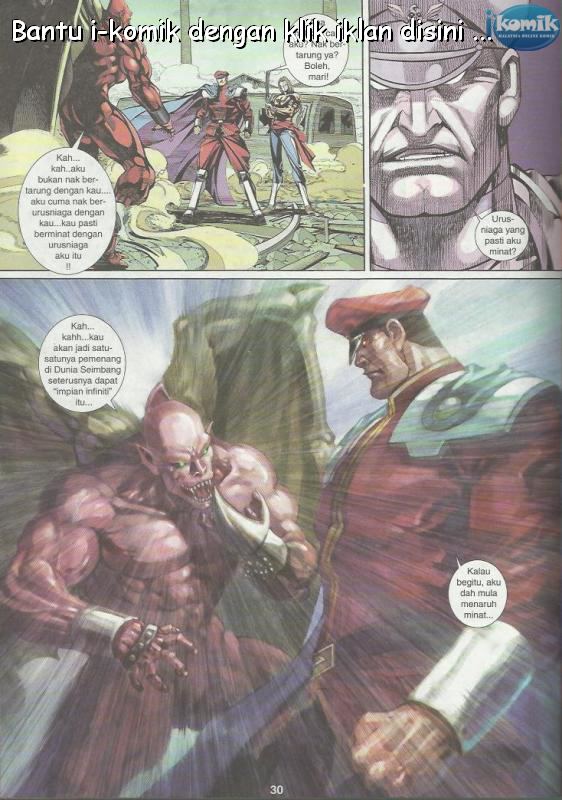 Bantu i-komik dengan klik iklan disini ...
ikomik
MALAYSIA ONLINE KOMIK
aku? Nak ber-
tarung ya?
Boleh,
mari!
Kah...
kah..aku
bukan nak ber-
tarung dengan kau....
aku cuma nak ber-
urusniaga dengan
kau...kau pasti
berminat dengan
urusniaga
aku itu
!!
Urus-
niaga yang
pasti aku
minat?
Kah...
kahh...kau
akan jadi satu-
satunya pemenang
di Dunia Seimbang
seterusnya dapat
“impian infiniti”
itu...
Kalau
begitu, aku
dah mula
menaruh
minat...
30